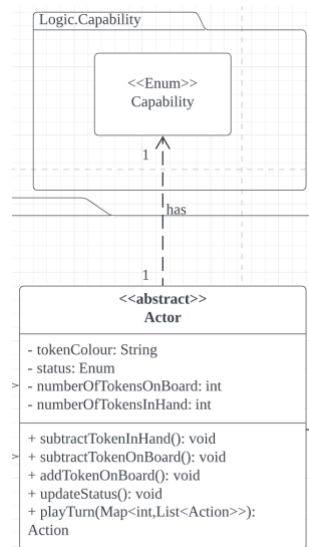 Logic.Capability
<<Enum>>
Capability
1
has
1
<<abstract>>
Actor
- tokenColour: String
- status: Enum
- numberOfTokensOnBoard: int
- numberOfTokensInHand: int
+ subtractTokenInHand(): void
+ subtractTokenOnBoard(): void
+ addTokenOnBoard(): void
+ updateStatus(): void
+ playTurn(Map<int,List<Action>>):
Action